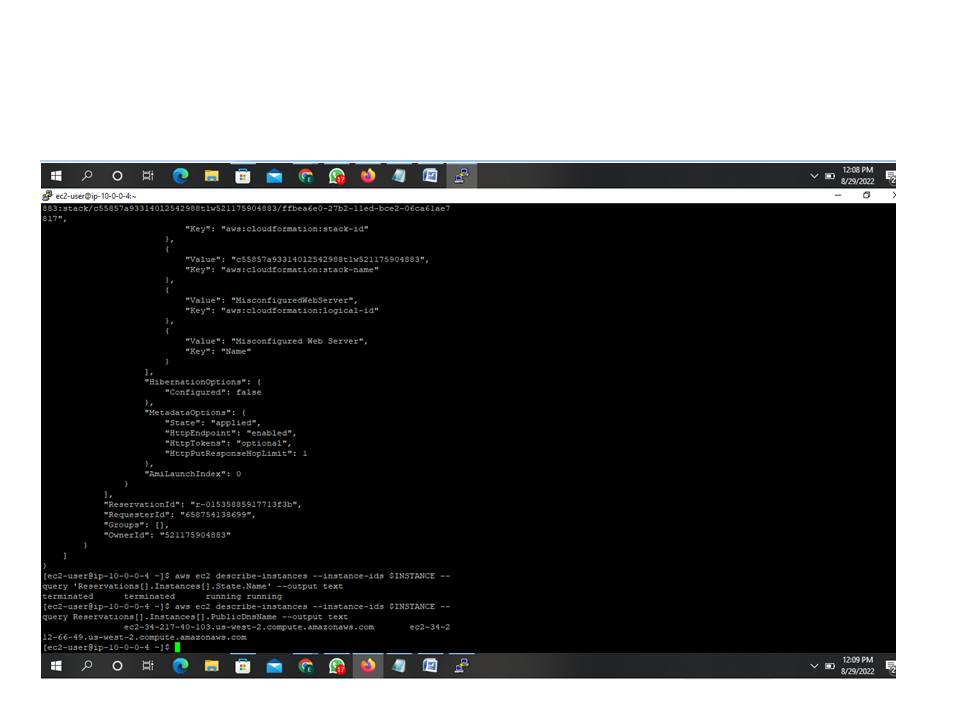 12:08 PM
8/29/2022
ec2-user@ip-10-0-0-4:~
883:stack/c55857a93314012542988t1w521175904883/ffbea6e0-27b2-11ed-bce2-06ca61ae7
817",
"Key": "aws:cloudformation:stack-id"
},
{
"Value": "c55857a93314012542988t1w521175904883",
"Key": "aws:cloudformation:stack-name"
},
{
"Value": "MisconfiguredWebServer",
"Key": "aws:cloudformation:logical-id"
},
{
"Value": "Misconfigured Web Server",
"Key": "Name"
}
],
"HibernationOptions": {
"Configured": false
},
"MetadataOptions": {
"State": "applied",
"HttpEndpoint": "enabled",
"HttpTokens": "optional",
"HttpPutResponseHopLimit": 1
},
"AmiLaunchIndex": 0
}
],
"ReservationId": "r-01535885917713f3b",
"RequesterId": "658754138699",
"Groups": [],
"OwnerId": "521175904883"
}
]
}
[ec2-user@ip-10-0-0-4 ~]$ aws ec2 describe-instances --instance-ids $INSTANCE --
query 'Reservations[].Instances[].State.Name' --output text
terminated terminated running running
[ec2-user@ip-10-0-0-4 ~]$ aws ec2 describe-instances --instance-ids $INSTANCE --
query Reservations[].Instances[].PublicDnsName --output text
ec2-34-217-40-103.us-west-2.compute.amazonaws.com ec2-34-2
12-66-49.us-west-2.compute.amazonaws.com
[ec2-user@ip-10-0-0-4 ~]$
12:09 PM
8/29/2022